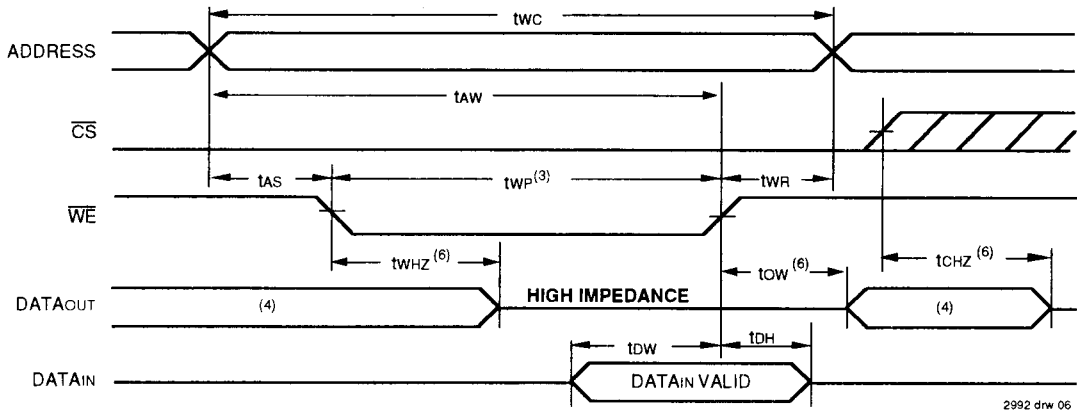 tWC
ADDRESS
tAW
CS
tAS tWP(3) tWR
WE
tWHZ (6) tOW (6) tCHZ (6)
DATAOUT (4) HIGH IMPEDANCE (4)
tDW tDH
DATAIN DATAIN VALID
2992 drw 06